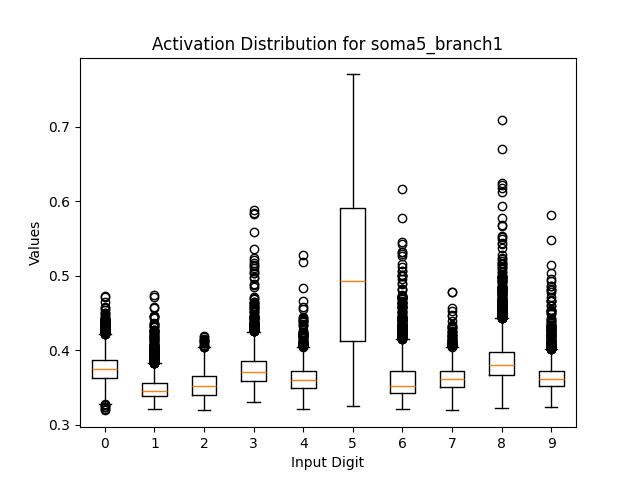 Activation Distribution for soma5_branch1
0.7
0.6
0.5
0.4
0.3
Values
0 1 2 3 4 5 6 7 8 9
Input Digit